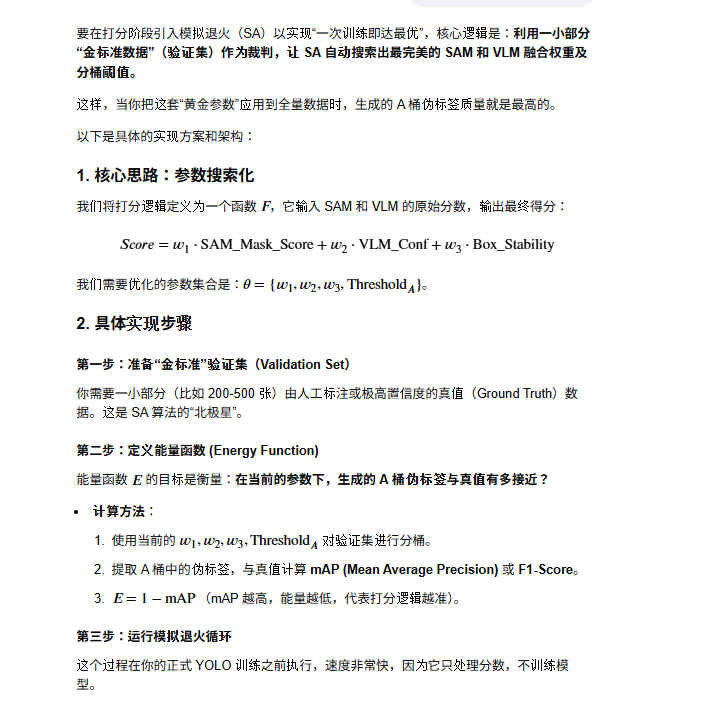 要在打分阶段引入模拟退火（SA）以实现“一次训练即达最优”，核心逻辑是：利用一小部分
“金标准数据”（验证集）作为裁判，让 SA 自动搜索出最完美的 SAM 和 VLM 融合权重及
分桶阈值。
这样，当你把这套“黄金参数”应用到全量数据时，生成的 A 桶伪标签质量就是最高的。
以下是具体的实现方案和架构：
1. 核心思路：参数搜索化
我们将打分逻辑定义为一个函数 F，它输入 SAM 和 VLM 的原始分数，输出最终得分：
Score = w₁ · SAM_Mask_Score + w₂ · VLM_Conf + w₃ · Box_Stability
我们需要优化的参数集合是：θ = {w₁, w₂, w₃, Threshold_A}。
2. 具体实现步骤
第一步：准备“金标准”验证集（Validation Set）
你需要一小部分（比如 200-500 张）由人工标注或极高置信度的真值（Ground Truth）数
据。这是 SA 算法的“北极星”。
第二步：定义能量函数 (Energy Function)
能量函数 E 的目标是衡量：在当前的参数下，生成的 A 桶伪标签与真值有多接近？
• 计算方法：
1. 使用当前的 w₁, w₂, w₃, Threshold_A 对验证集进行分桶。
2. 提取 A 桶中的伪标签，与真值计算 mAP (Mean Average Precision) 或 F1-Score。
3. E = 1 − mAP （mAP 越高，能量越低，代表打分逻辑越准）。
第三步：运行模拟退火循环
这个过程在你的正式 YOLO 训练之前执行，速度非常快，因为它只处理分数，不训练模
型。